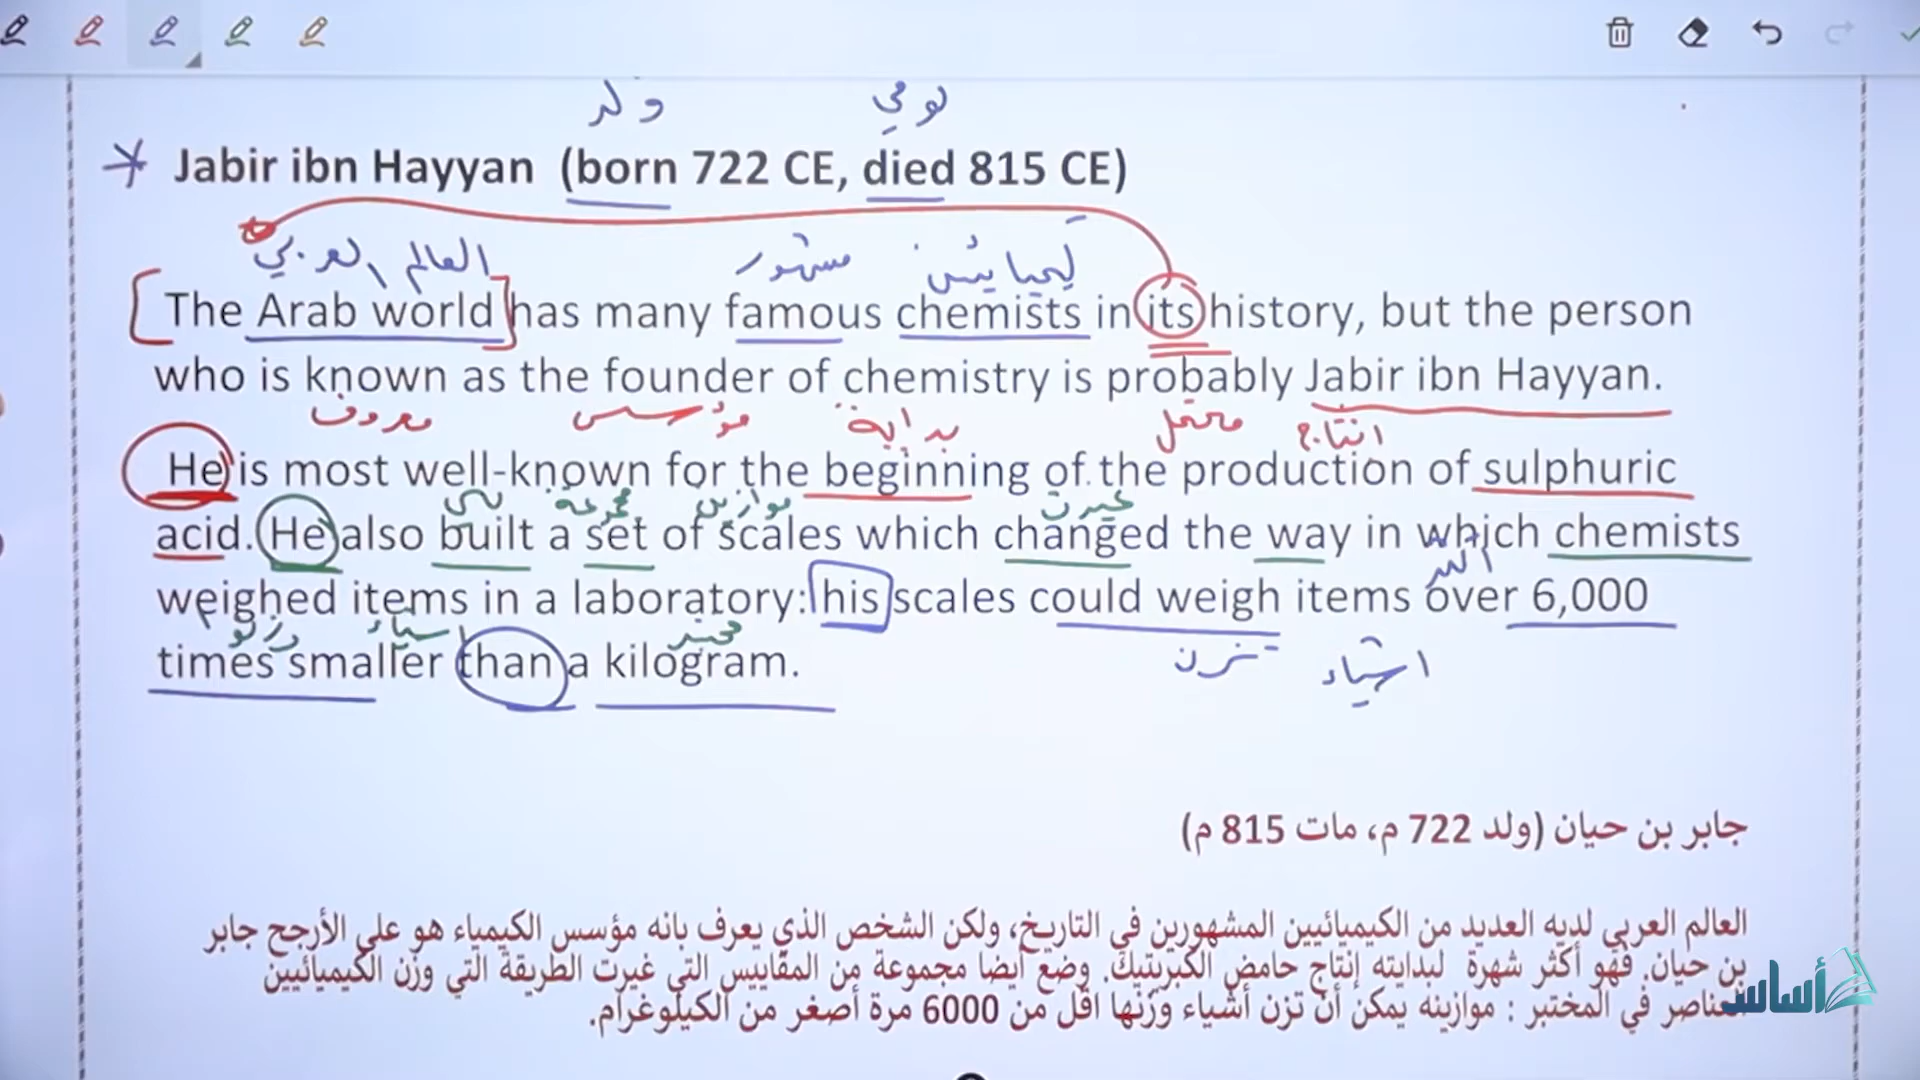 ولد توفي
Jabir ibn Hayyan (born 722 CE, died 815 CE)
العالم العربي مشهور
The Arab world has many famous chemists in its history, but the person
who is known as the founder of chemistry is probably Jabir ibn Hayyan.
معروف مؤسس بداية محتمل انتاج
He is most well-known for the beginning of the production of sulphuric
بنى مجموعة موازين غيرت
acid. He also built a set of scales which changed the way in which chemists
weighed items in a laboratory: his scales could weigh items over 6,000
اشياء مختبر
times smaller than a kilogram.
تزن اشياء
جابر بن حيان (ولد 722 م، مات 815 م)
العالم العربي لديه العديد من الكيميائيين المشهورين في التاريخ، ولكن الشخص الذي يعرف بانه مؤسس الكيمياء هو على الأرجح جابر
بن حيان. فهو أكثر شهرة لبدايته إنتاج حامض الكبريتيك. وضع أيضا مجموعة من المقاييس التي غيرت الطريقة التي وزن الكيميائيين
العناصر في المختبر : موازينه يمكن أن تزن أشياء وزنها اقل من 6000 مرة أصغر من الكيلوغرام.
أساس